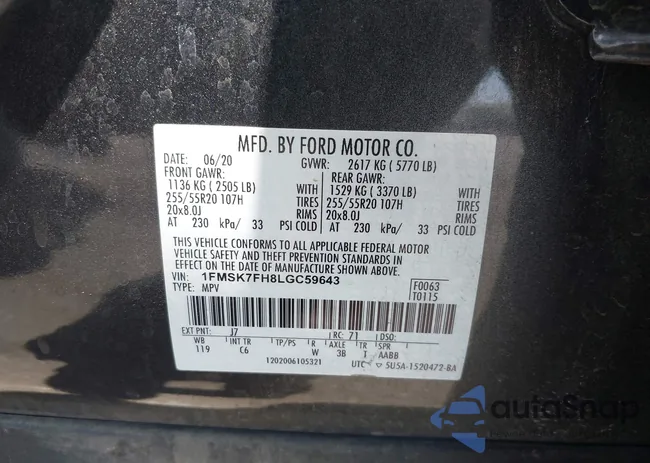 MFD. BY FORD MOTOR CO.
DATE: 06/20 GVWR: 2617 KG ( 5770 LB)
FRONT GAWR: REAR GAWR:
1136 KG ( 2505 LB) WITH 1529 KG ( 3370 LB) WITH
255/55R20 107H TIRES 255/55R20 107H TIRES
20x8.0J RIMS 20x8.0J RIMS
AT 230 kPa/ 33 PSI COLD AT 230 kPa/ 33 PSI COLD
THIS VEHICLE CONFORMS TO ALL APPLICABLE FEDERAL MOTOR
VEHICLE SAFETY AND BUMPER STANDARDS IN EFFECT ON THE DATE OF
MANUFACTURE SHOWN ABOVE.
VIN: 1FMSK7FH8LGC59643 F0063
TYPE: MPV T0115
EXT PNT: J7 RC: 71 DSO:
WB INT TR TP/PS R AXLE TR SPR
119 C6 W 3B T AABB
1202006105321 UTC 5U5A-1520472-BA
autoSnap